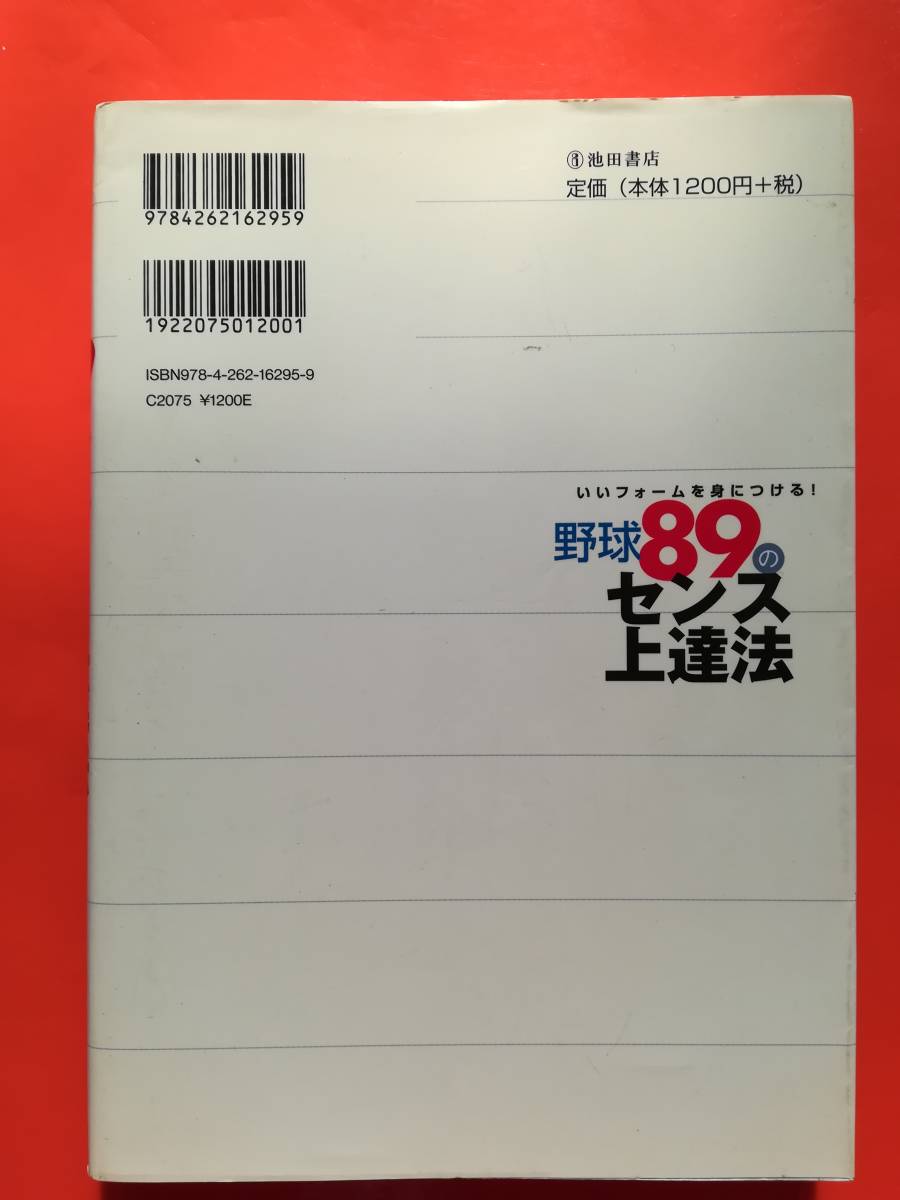 9784262162959
1922075012001
ISBN978-4-262-16295-9
C2075 ¥1200E
池田書店
定価(本体1200円+税)
いいフォームを身につける!
野球89の
センス
上達法